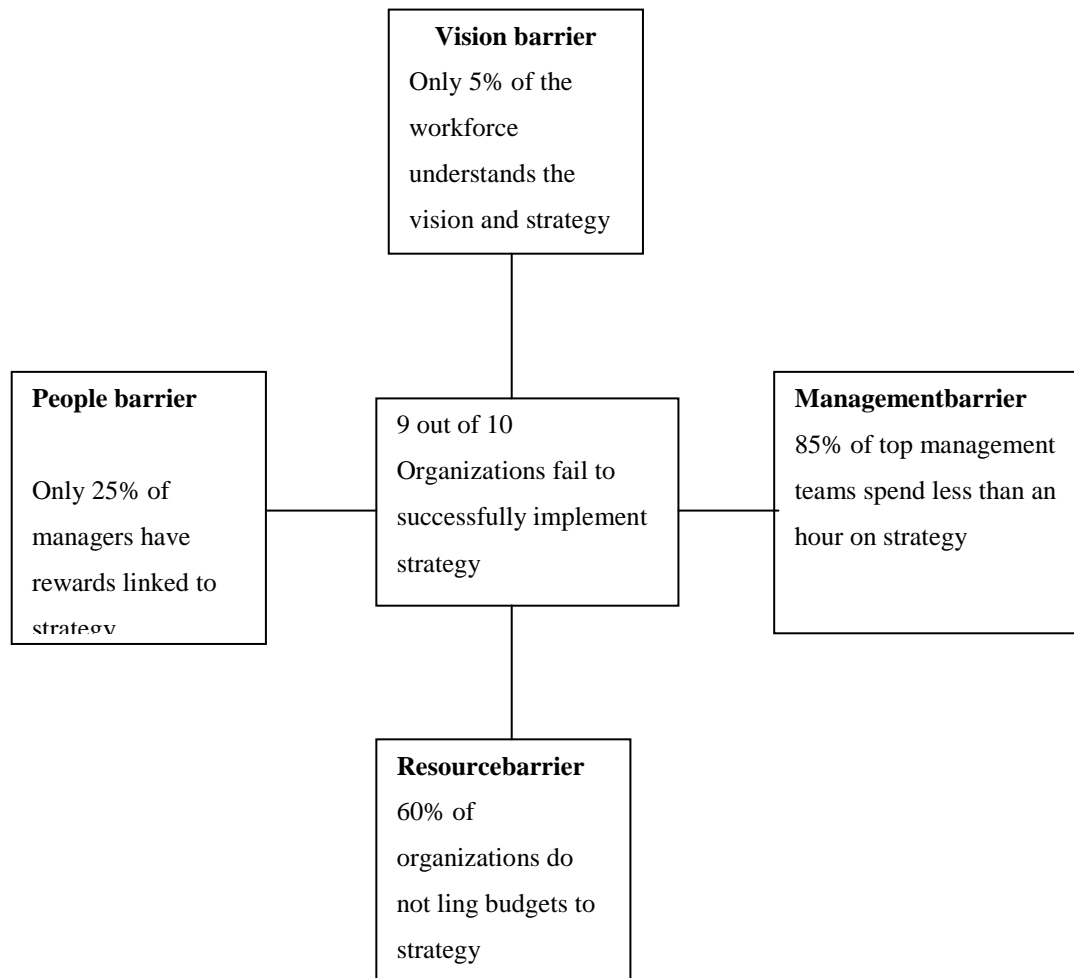 Vision barrier
Only 5% of the
workforce
understands the
vision and strategy
People barrier
Only 25% of
managers have
rewards linked to
strategy
9 out of 10
Organizations fail to
successfully implement
strategy
Managementbarrier
85% of top management
teams spend less than an
hour on strategy
Resourcebarrier
60% of
organizations do
not ling budgets to
strategy